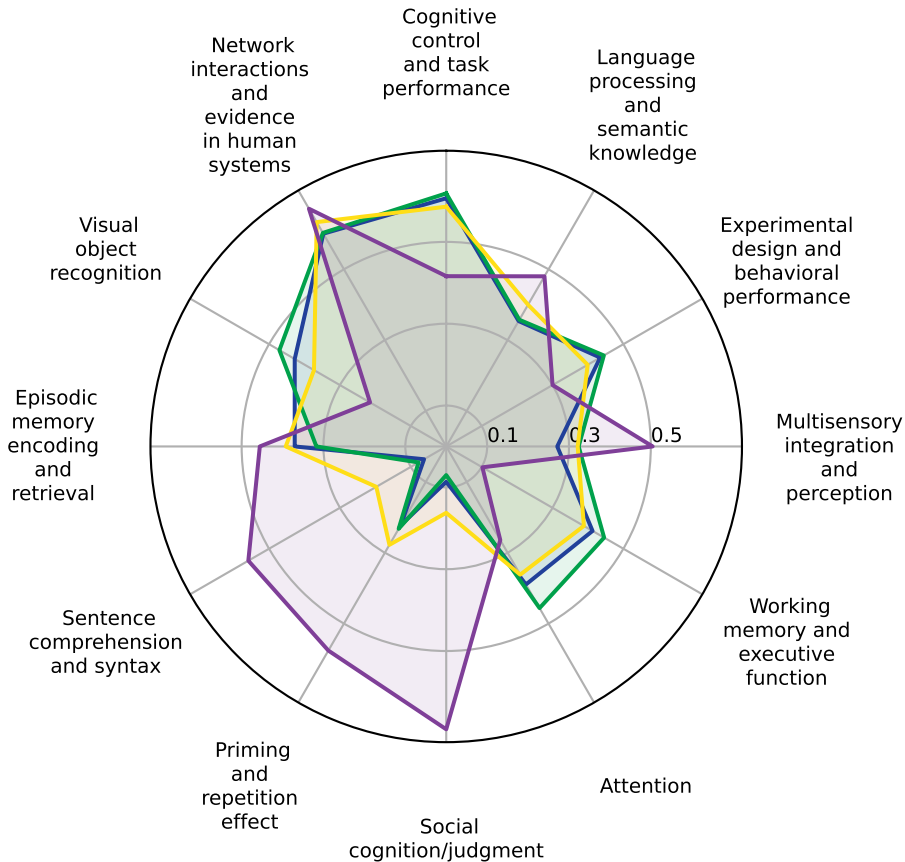 Cognitive
control
and task
performance
Language
processing
and
semantic
knowledge
Experimental
design and
behavioral
performance
Multisensory
integration
and
perception
Working
memory and
executive
function
Attention
Social
cognition/judgment
Priming
and
repetition
effect
Sentence
comprehension
and syntax
Episodic
memory
encoding
and
retrieval
Visual
object
recognition
Network
interactions
and
evidence
in human
systems
0.1
0.3
0.5